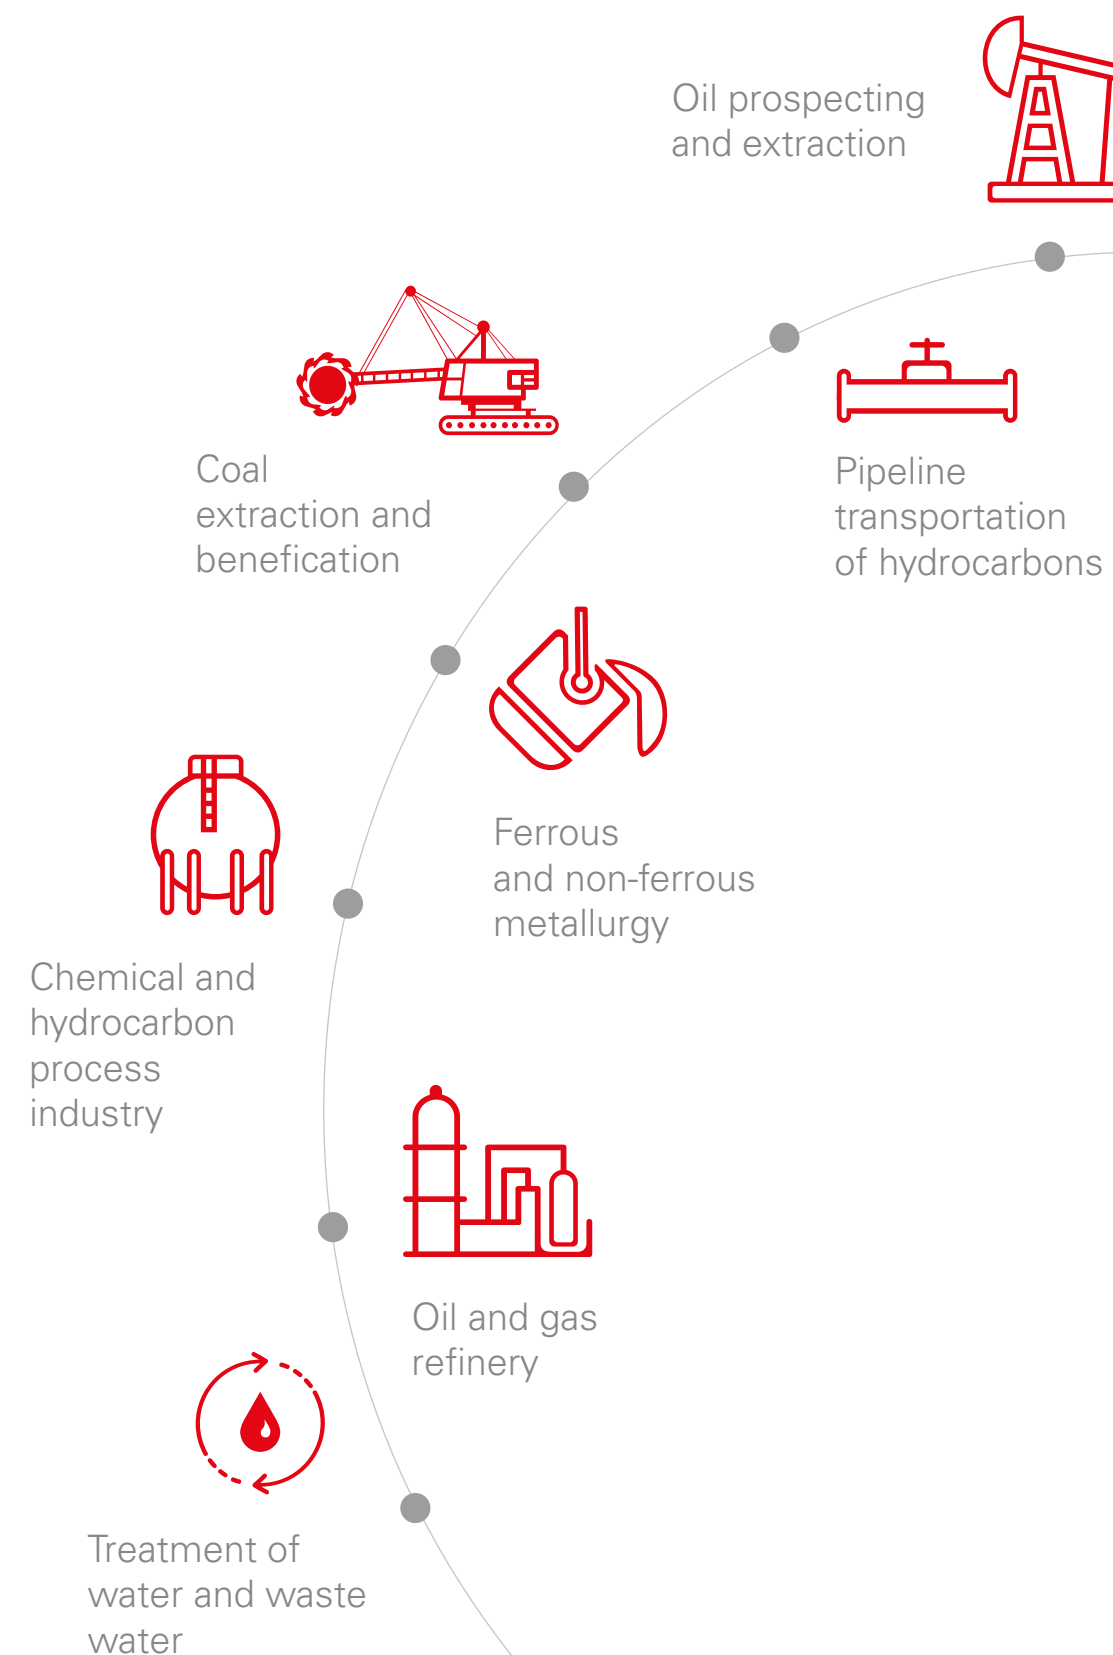 Oil prospecting
and extraction
Pipeline
transportation
of hydrocarbons
Coal
extraction and
benefication
Ferrous
and non-ferrous
metallurgy
Chemical and
hydrocarbon
process
industry
Oil and gas
refinery
Treatment of
water and waste
water